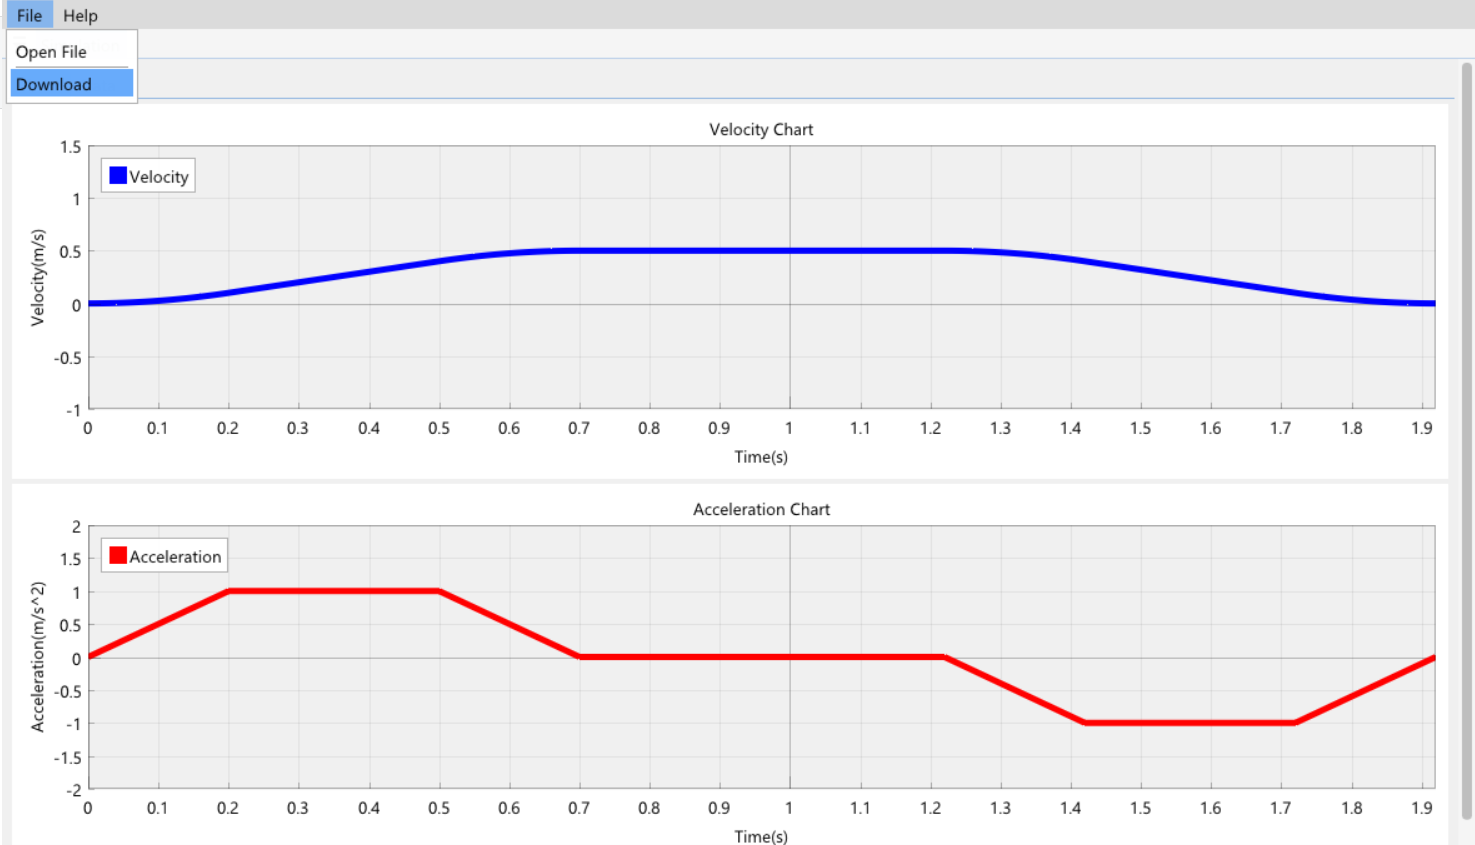 File Help
Open File
Download
Velocity Chart
Velocity
1.5
1
0.5
0
-0.5
-1
Velocity(m/s)
0 0.1 0.2 0.3 0.4 0.5 0.6 0.7 0.8 0.9 1 1.1 1.2 1.3 1.4 1.5 1.6 1.7 1.8 1.9
Time(s)
Acceleration Chart
Acceleration
2
1.5
1
0.5
0
-0.5
-1
-1.5
-2
Acceleration(m/s^2)
0 0.1 0.2 0.3 0.4 0.5 0.6 0.7 0.8 0.9 1 1.1 1.2 1.3 1.4 1.5 1.6 1.7 1.8 1.9
Time(s)